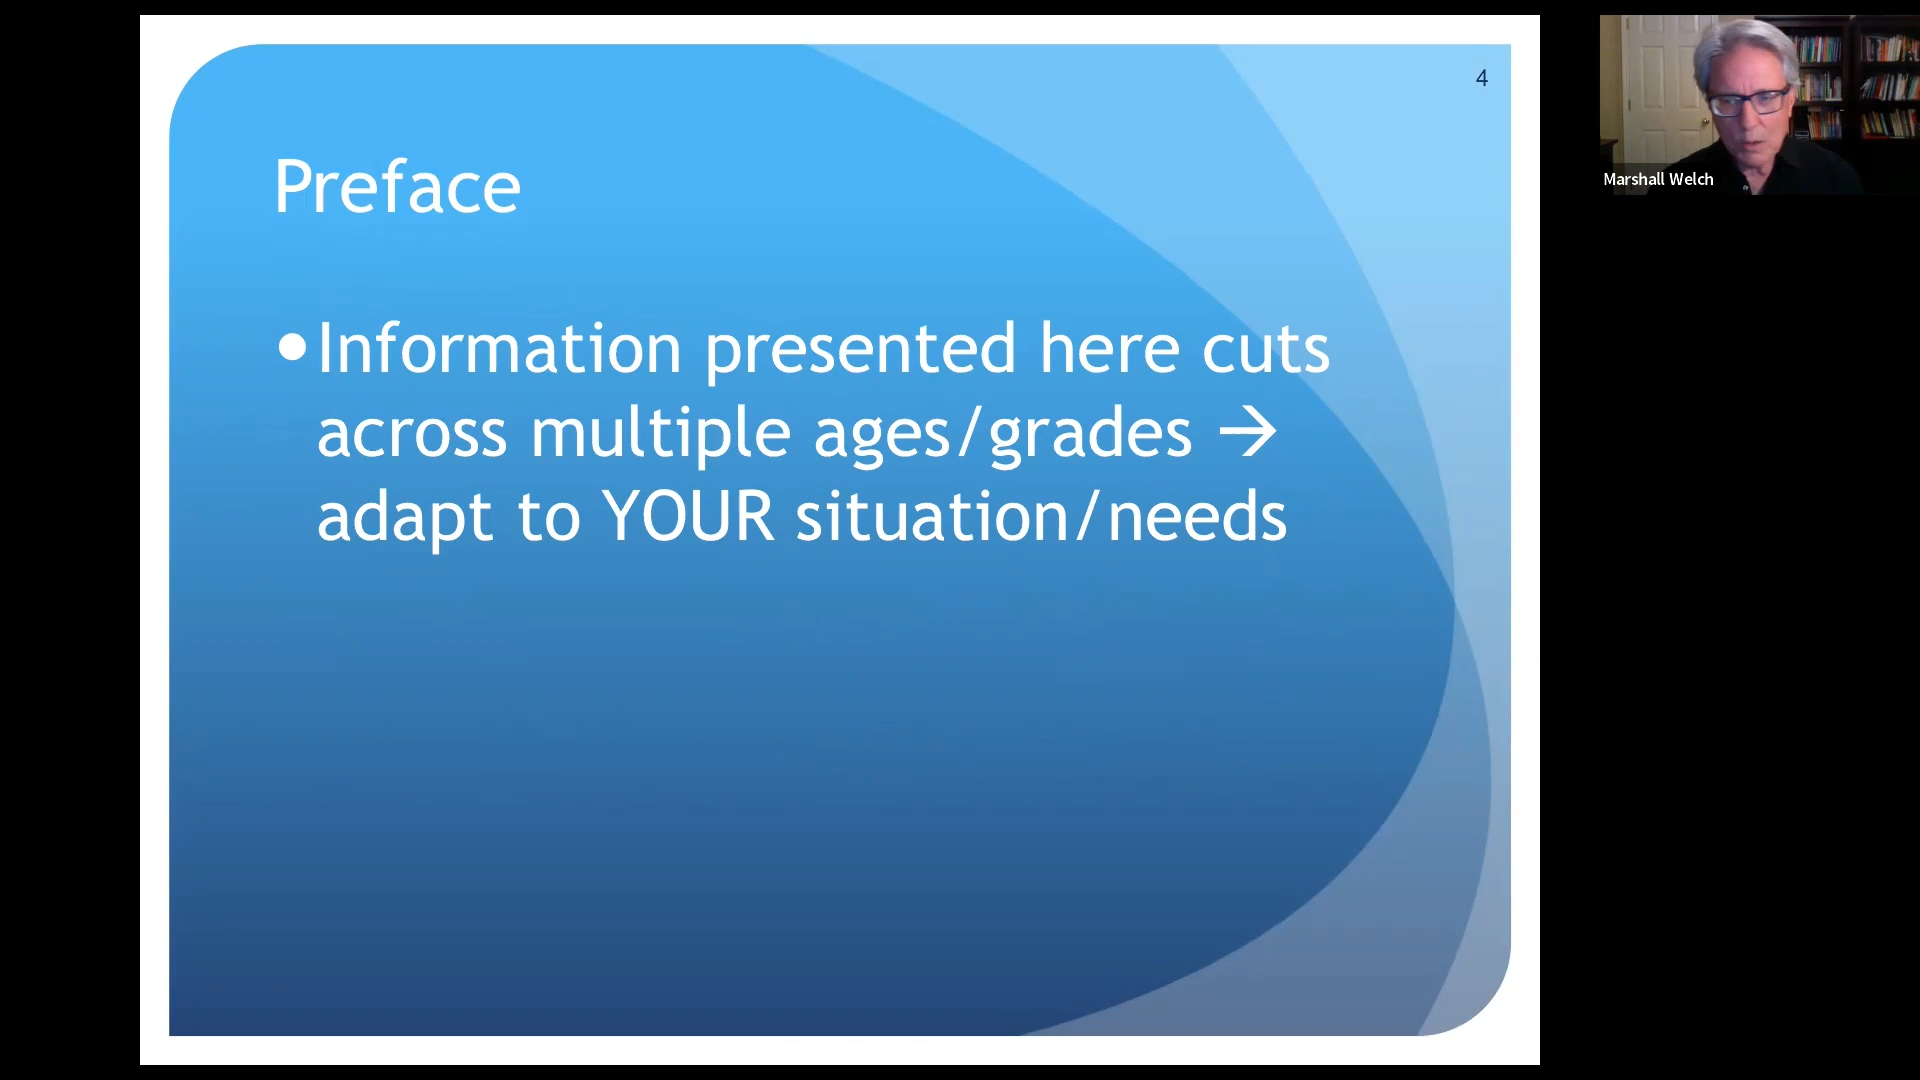 4
Preface
•Information presented here cuts
across multiple ages/grades →
adapt to YOUR situation/needs
Marshall Welch